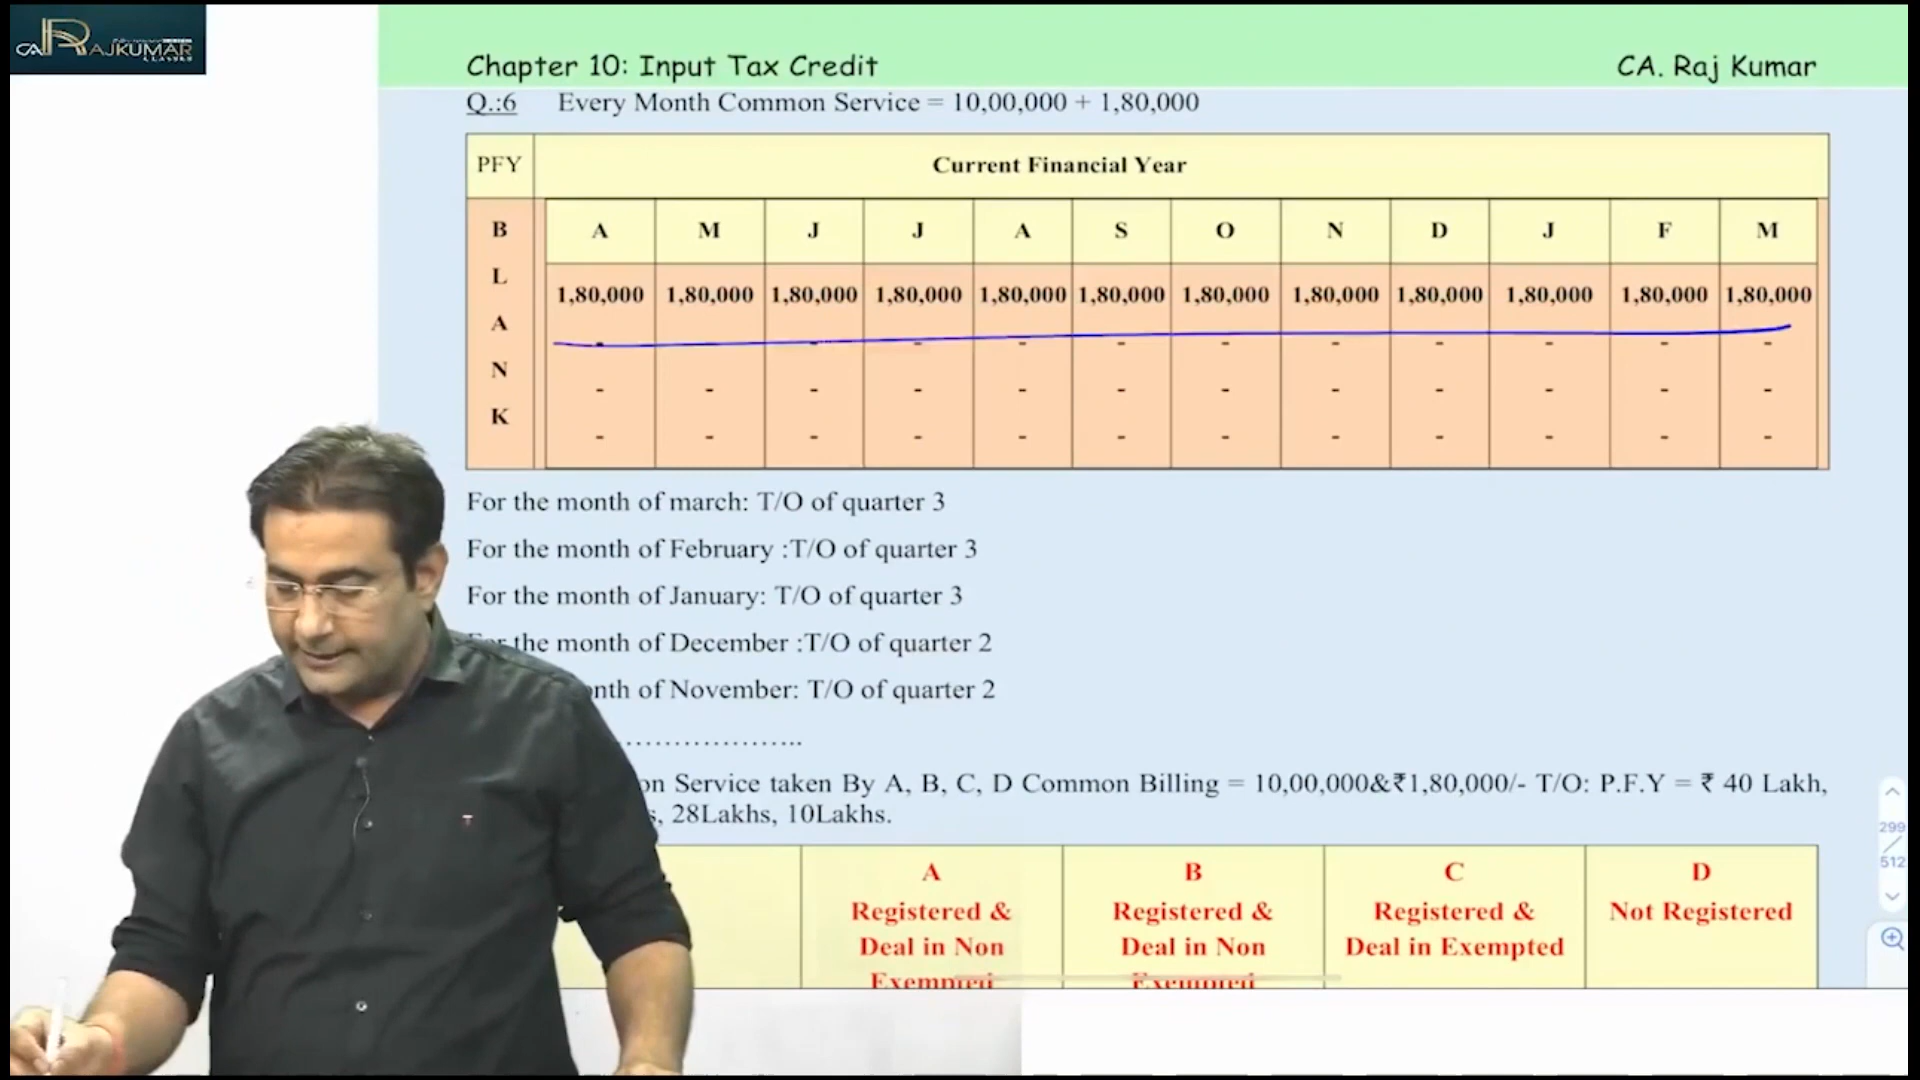 CA RAJKUMAR
CLASSES
Chapter 10: Input Tax Credit CA. Raj Kumar
Q.:6 Every Month Common Service = 10,00,000 + 1,80,000
PFY Current Financial Year
B A M J J A S O N D J F M
L
1,80,000 1,80,000 1,80,000 1,80,000 1,80,000 1,80,000 1,80,000 1,80,000 1,80,000 1,80,000 1,80,000 1,80,000
A
- - - - - - - - - - -
N
- - - - - - - - - - - -
K
- - - - - - - - - - - -
For the month of march: T/O of quarter 3
For the month of February :T/O of quarter 3
For the month of January: T/O of quarter 3
the month of December :T/O of quarter 2
of November: T/O of quarter 2
…………………..
Service taken By A, B, C, D Common Billing = 10,00,000&₹1,80,000/- T/O: P.F.Y = ₹ 40 Lakh,
, 28Lakhs, 10Lakhs.
A B C D
Registered & Registered & Registered & Not Registered
Deal in Non Deal in Non Deal in Exempted
Exempted Exempted
299
512